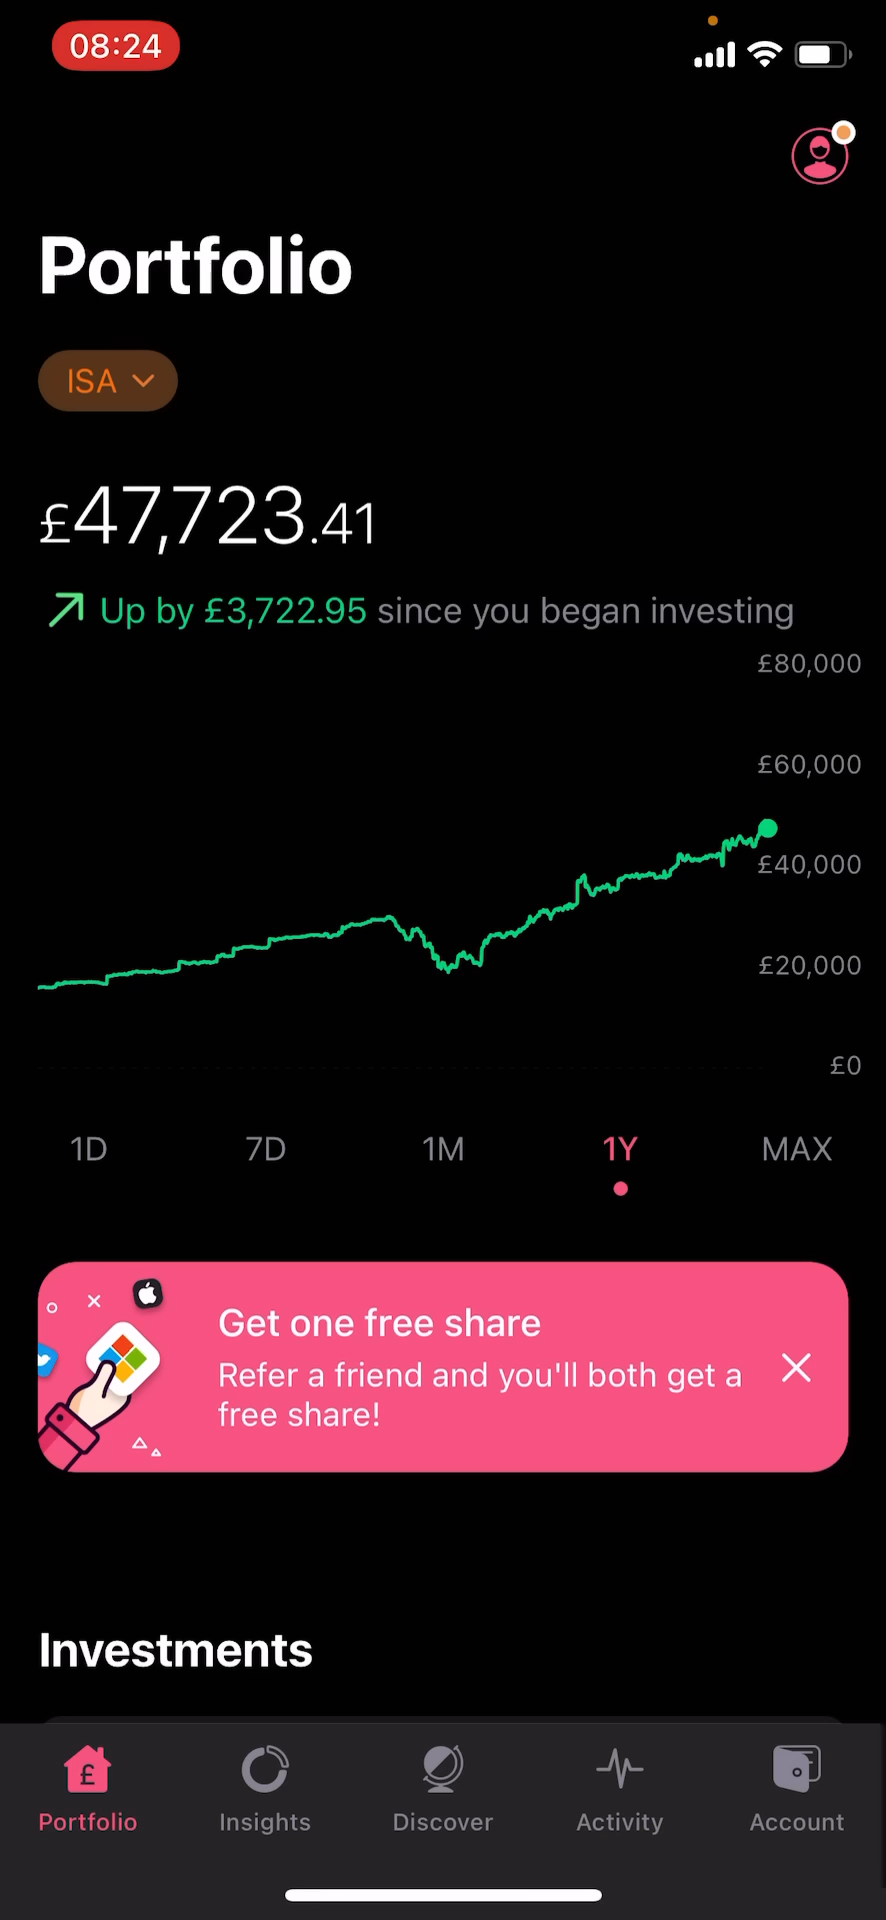 08:24
Portfolio
ISA
£47,723.41
Up by £3,722.95 since you began investing
£80,000
£60,000
£40,000
£20,000
£0
1D 7D 1M 1Y MAX
Get one free share
Refer a friend and you'll both get a
free share!
Investments
£
Portfolio Insights Discover Activity Account